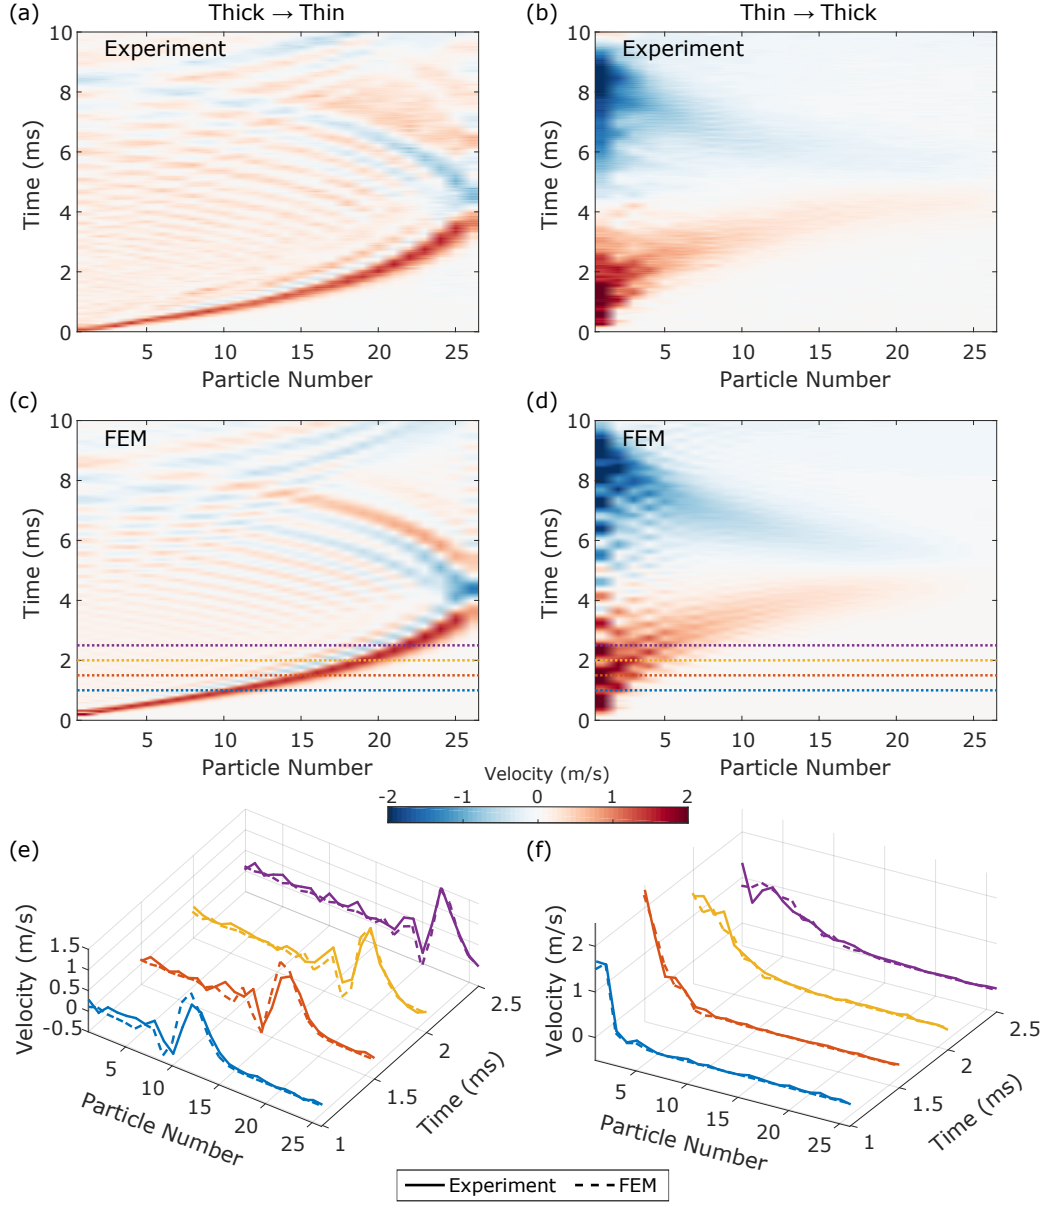 (a) Thick → Thin
Experiment
10
8
6
4
2
0
Time (ms)
5 10 15 20 25
Particle Number
(b) Thin → Thick
Experiment
10
8
6
4
2
0
Time (ms)
5 10 15 20 25
Particle Number
(c)
FEM
10
8
6
4
2
0
Time (ms)
5 10 15 20 25
Particle Number
(d)
FEM
10
8
6
4
2
0
Time (ms)
5 10 15 20 25
Particle Number
Velocity (m/s)
-2 -1 0 1 2
(e)
1.5
1
0.5
0
-0.5
Velocity (m/s)
5 10 15 20 25
Particle Number
1 1.5 2 2.5
Time (ms)
(f)
2
1
0
Velocity (m/s)
5 10 15 20 25
Particle Number
1 1.5 2 2.5
Time (ms)
Experiment FEM